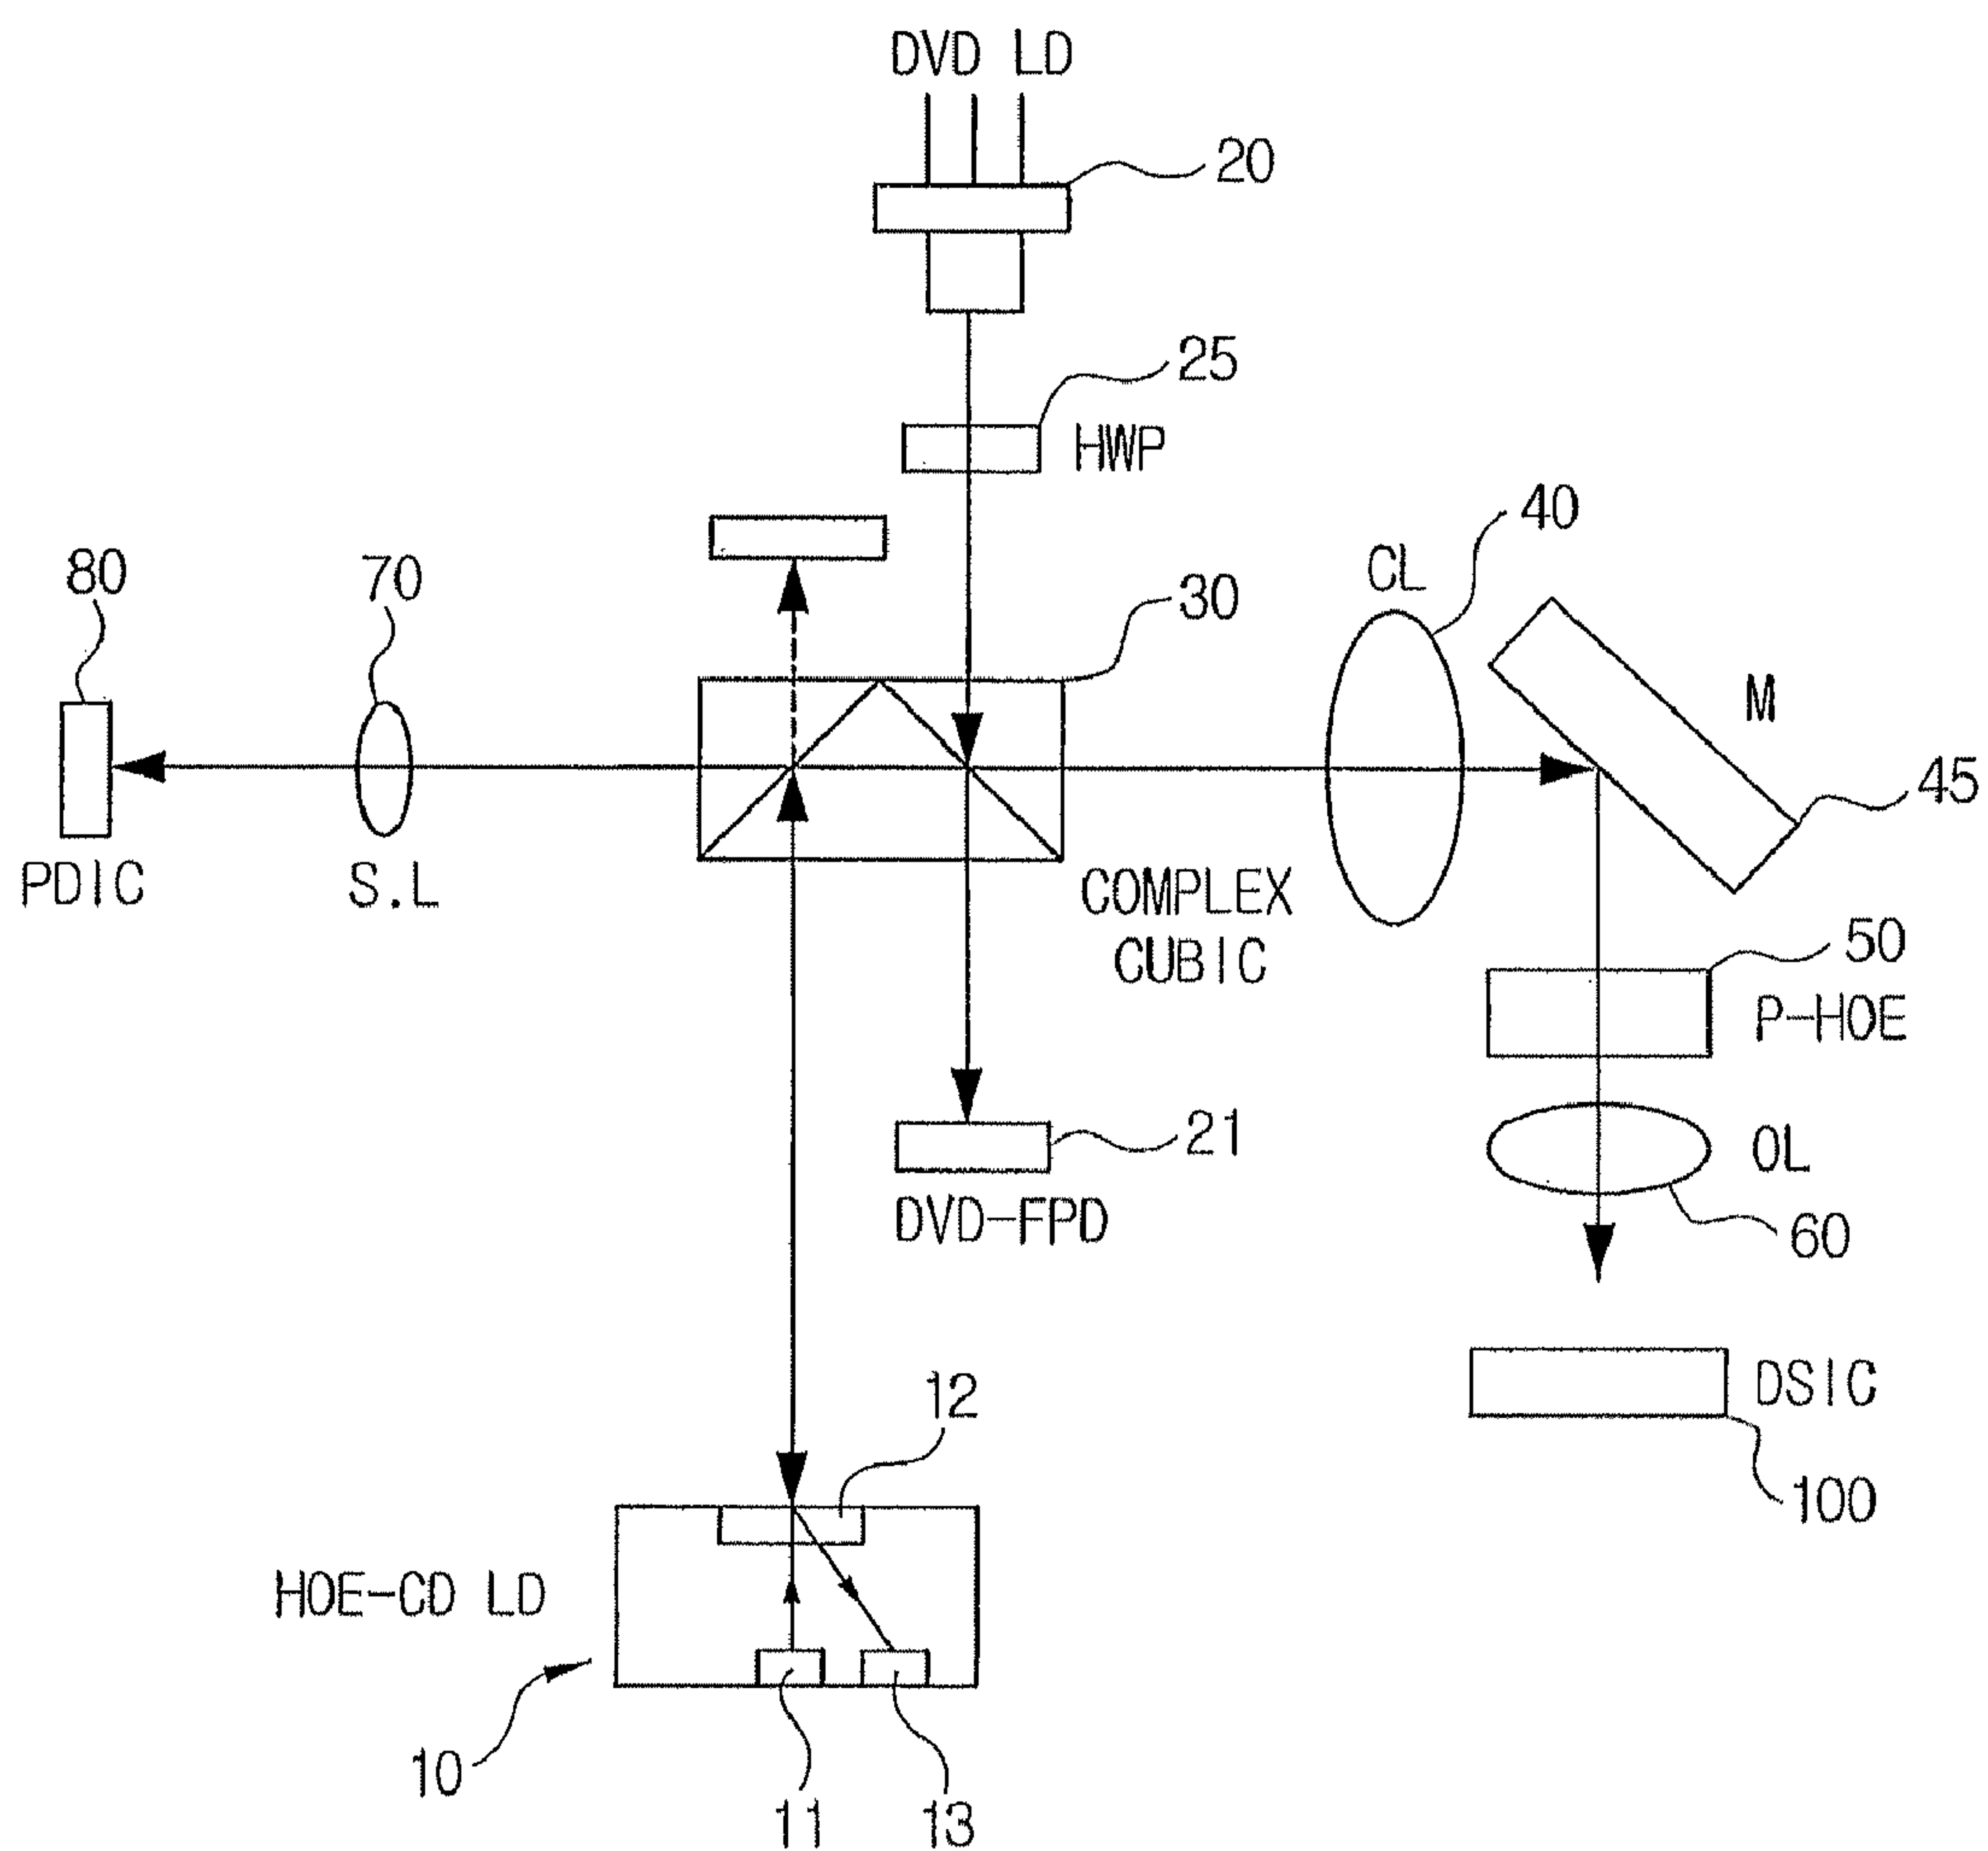 DVD LD
20
25
HWP
40
CL
80
70
30
M
45
PDIC
S.L
COMPLEX
CUBIC
50
P-HOE
21
OL
DVD-FPD
60
12
DSIC
100
HOE-CD LD
10
11
13